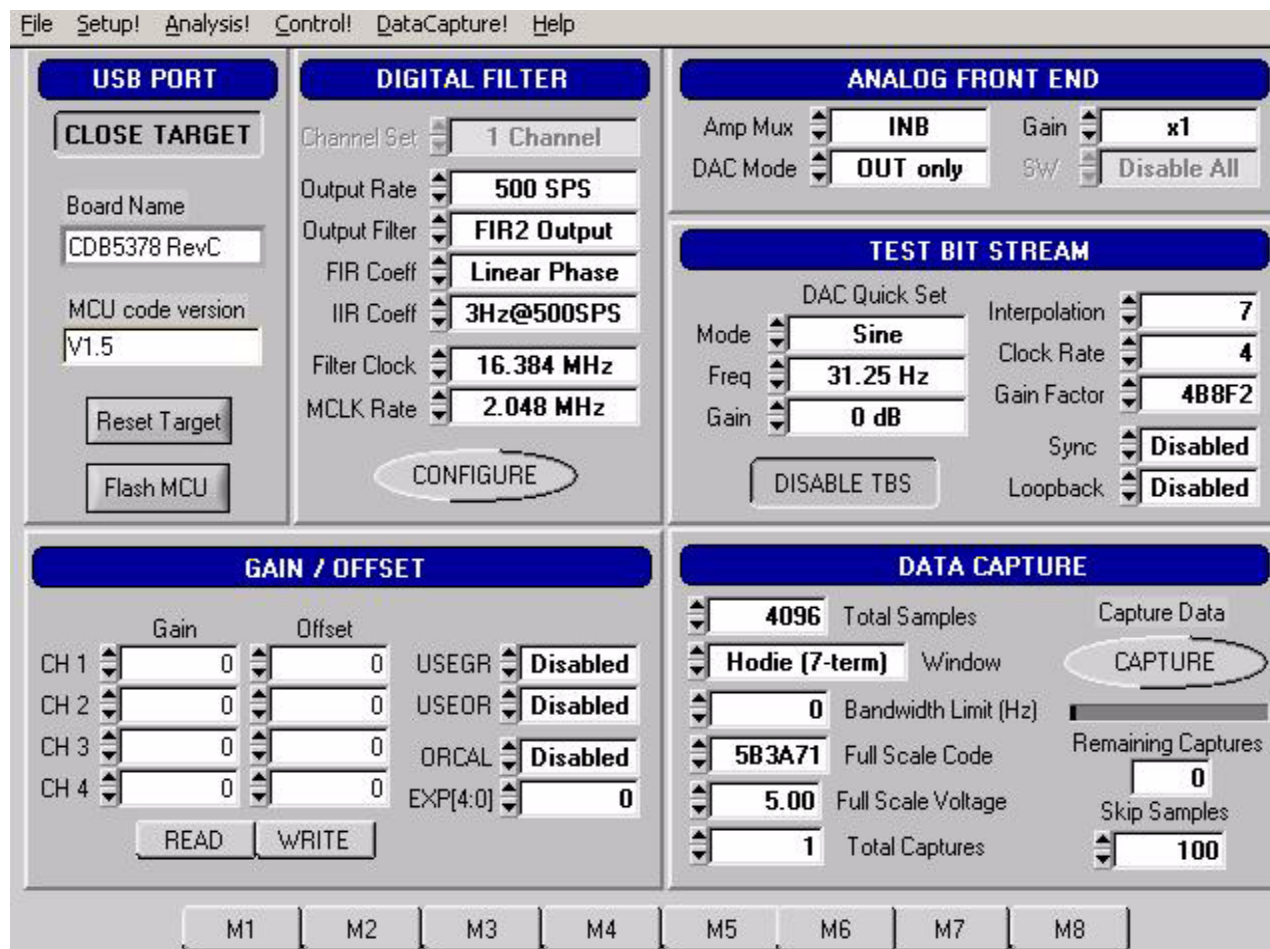 File Setup! Analysis! Control! DataCapture! Help
USB PORT
CLOSE TARGET
Board Name
CDB5378 RevC
MCU code version
V1.5
Reset Target
Flash MCU
DIGITAL FILTER
Channel Set 1 Channel
Output Rate 500 SPS
Output Filter FIR2 Output
FIR Coeff Linear Phase
IIR Coeff 3Hz@500SPS
Filter Clock 16.384 MHz
MCLK Rate 2.048 MHz
CONFIGURE
ANALOG FRONT END
Amp Mux INB Gain x1
DAC Mode OUT only SW Disable All
TEST BIT STREAM
DAC Quick Set
Mode Sine
Freq 31.25 Hz
Gain 0 dB
DISABLE TBS
Interpolation 7
Clock Rate 4
Gain Factor 4B8F2
Sync Disabled
Loopback Disabled
GAIN / OFFSET
Gain Offset
CH 1 0 0
CH 2 0 0
CH 3 0 0
CH 4 0 0
READ WRITE
USEGR Disabled
USEOR Disabled
ORCAL Disabled
EXP[4:0] 0
DATA CAPTURE
4096 Total Samples
Hodie (7-term) Window
0 Bandwidth Limit (Hz)
5B3A71 Full Scale Code
5.00 Full Scale Voltage
1 Total Captures
Capture Data
CAPTURE
Remaining Captures
0
Skip Samples
100
M1 M2 M3 M4 M5 M6 M7 M8